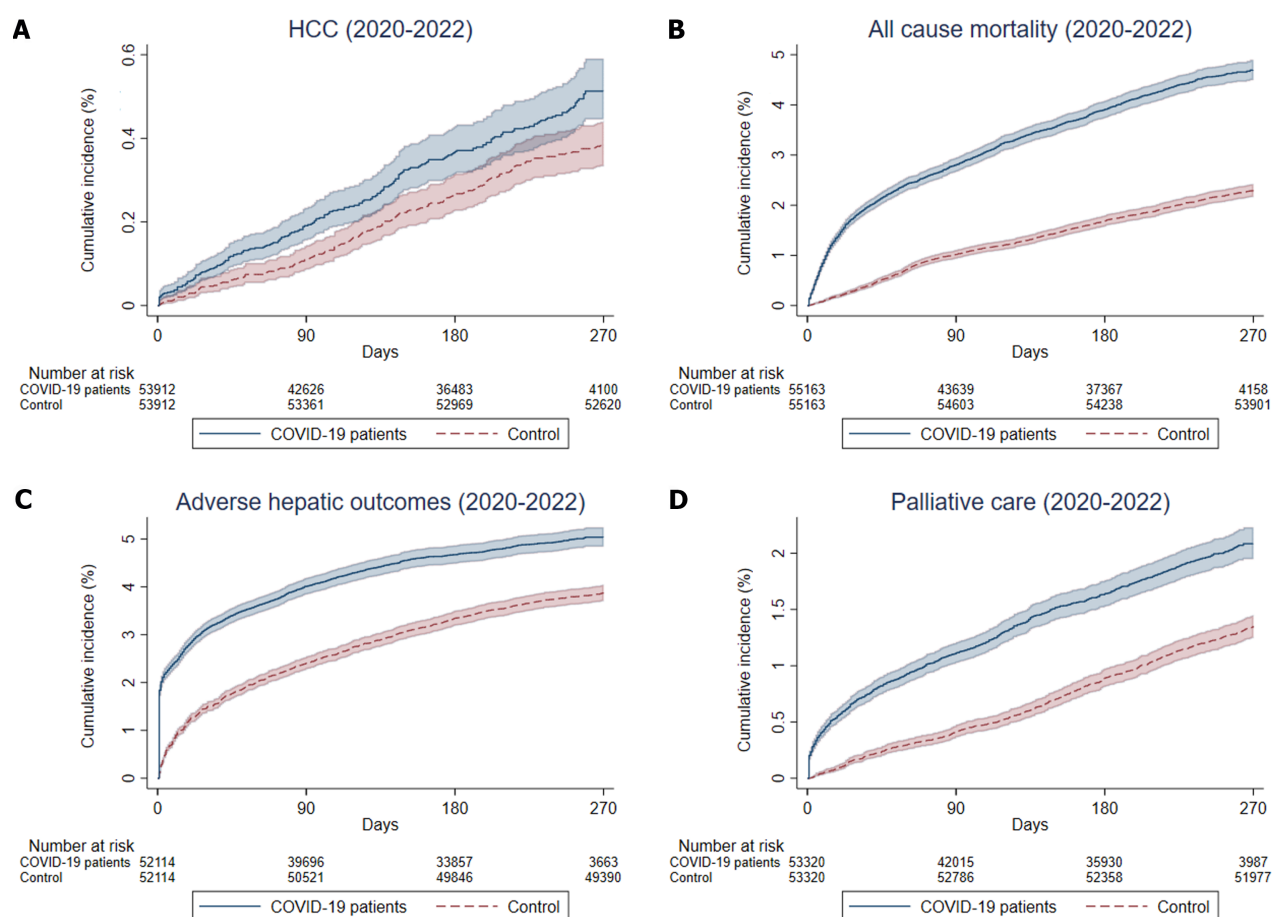 A
HCC (2020-2022)
Cumulative incidence (%)
0.6
0.4
0.2
0
0 90 180 270
Days
Number at risk
COVID-19 patients 53912 42626 36483 4100
Control 53912 53361 52969 52620
COVID-19 patients Control
B
All cause mortality (2020-2022)
Cumulative incidence (%)
5
4
3
2
1
0
0 90 180 270
Days
Number at risk
COVID-19 patients 55163 43639 37367 4158
Control 55163 54603 54238 53901
COVID-19 patients Control
C
Adverse hepatic outcomes (2020-2022)
Cumulative incidence (%)
5
4
3
2
1
0
0 90 180 270
Days
Number at risk
COVID-19 patients 52114 39696 33857 3663
Control 52114 50521 49846 49390
COVID-19 patients Control
D
Palliative care (2020-2022)
Cumulative incidence (%)
2
1.5
1
0.5
0
0 90 180 270
Days
Number at risk
COVID-19 patients 53320 42015 35930 3987
Control 53320 52786 52358 51977
COVID-19 patients Control